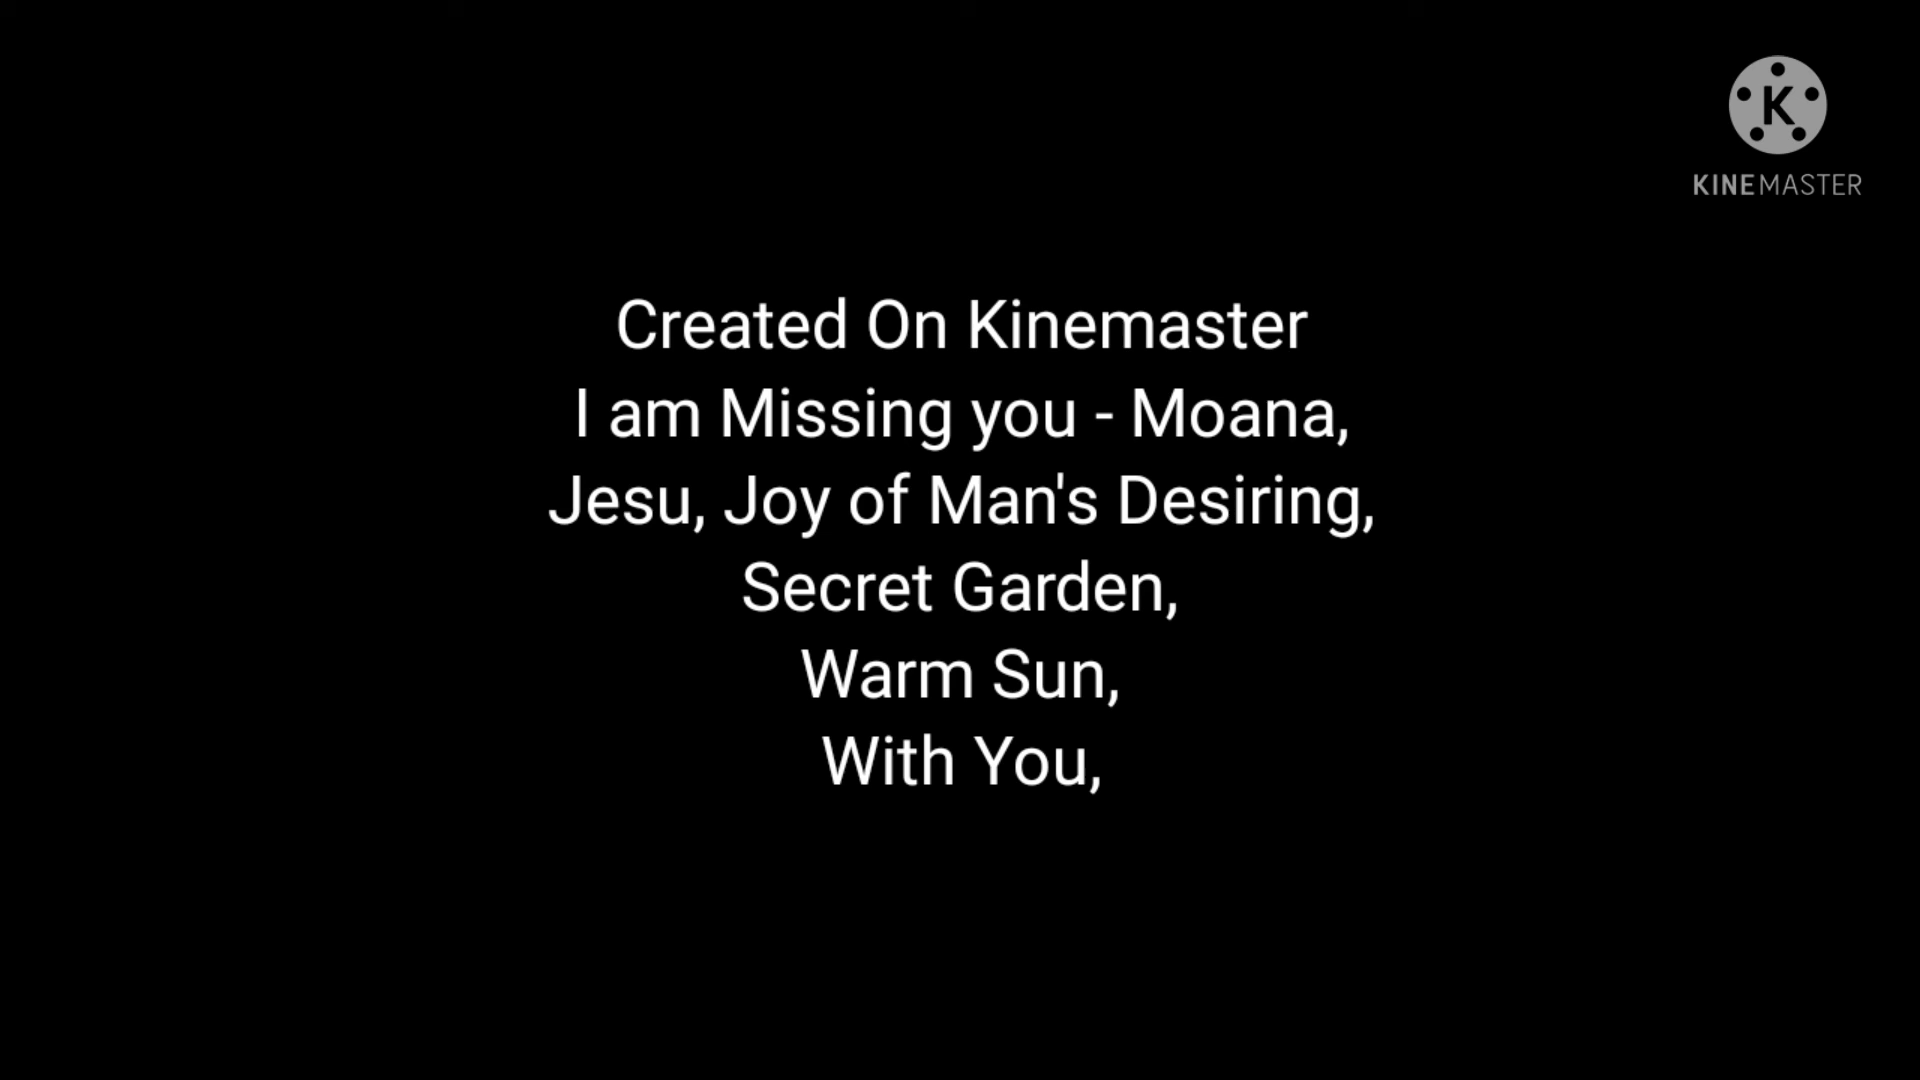 K
KINEMASTER
Created On Kinemaster
I am Missing you - Moana,
Jesu, Joy of Man's Desiring,
Secret Garden,
Warm Sun,
With You,